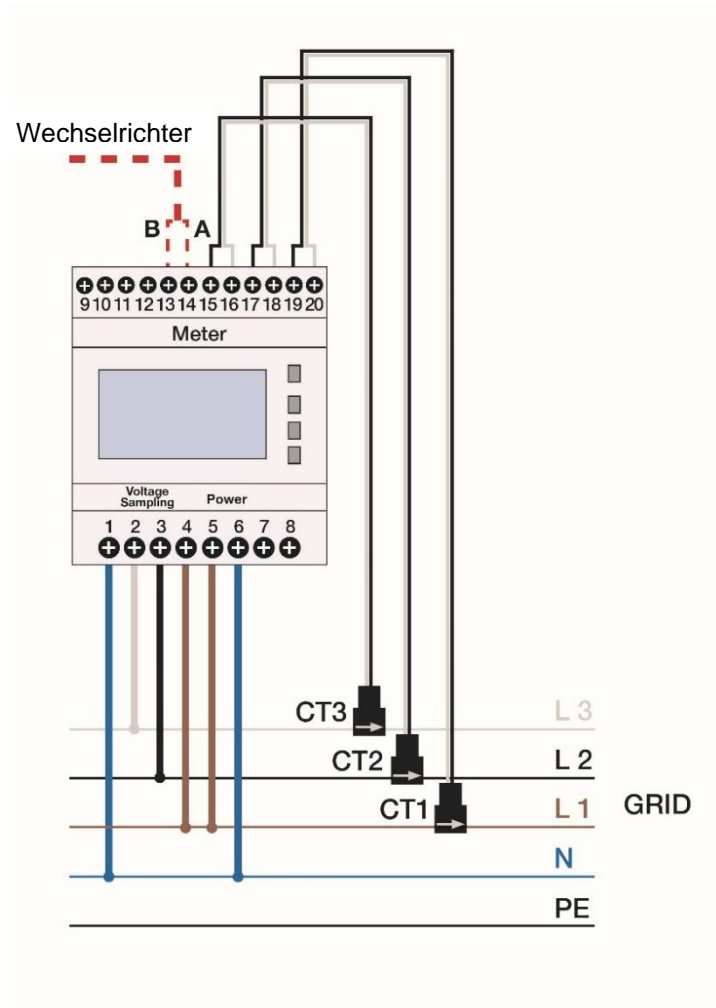 Wechselrichter
B A
9 10 11 12 13 14 15 16 17 18 19 20
Meter
Voltage
Sampling
Power
1 2 3 4 5 6 7 8
CT3
L 3
CT2
L 2
CT1
L 1
GRID
N
PE